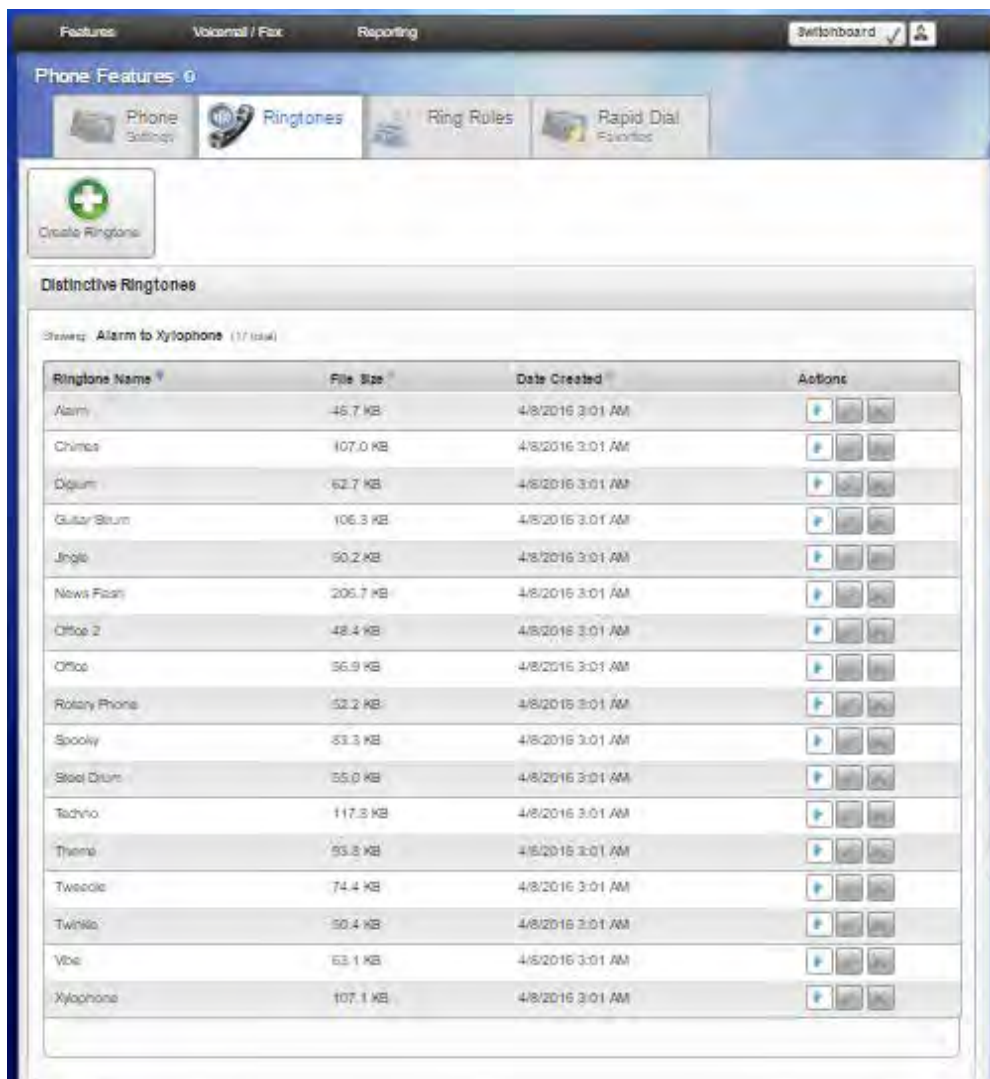 Features Voicemail / Fax Reporting Switchboard
Phone Features
Phone Settings Ringtones Ring Rules Rapid Dial Favorites
Create Ringtone
Distinctive Ringtones
Showing: Alarm to Xylophone (17 total)
Ringtone Name File Size Date Created Actions
Alarm 46.7 KB 4/8/2016 3:01 AM
Chimes 107.0 KB 4/8/2016 3:01 AM
Digium 62.7 KB 4/8/2016 3:01 AM
Guitar Strum 106.3 KB 4/8/2016 3:01 AM
Jingle 50.2 KB 4/8/2016 3:01 AM
News Flash 206.7 KB 4/8/2016 3:01 AM
Office 2 48.4 KB 4/8/2016 3:01 AM
Office 56.9 KB 4/8/2016 3:01 AM
Rotary Phone 52.2 KB 4/8/2016 3:01 AM
Spooky 83.3 KB 4/8/2016 3:01 AM
Steel Drum 55.0 KB 4/8/2016 3:01 AM
Techno 117.3 KB 4/8/2016 3:01 AM
Theme 93.8 KB 4/8/2016 3:01 AM
Tweedle 74.4 KB 4/8/2016 3:01 AM
Twinkle 50.4 KB 4/8/2016 3:01 AM
Vibe 63.1 KB 4/8/2016 3:01 AM
Xylophone 107.1 KB 4/8/2016 3:01 AM